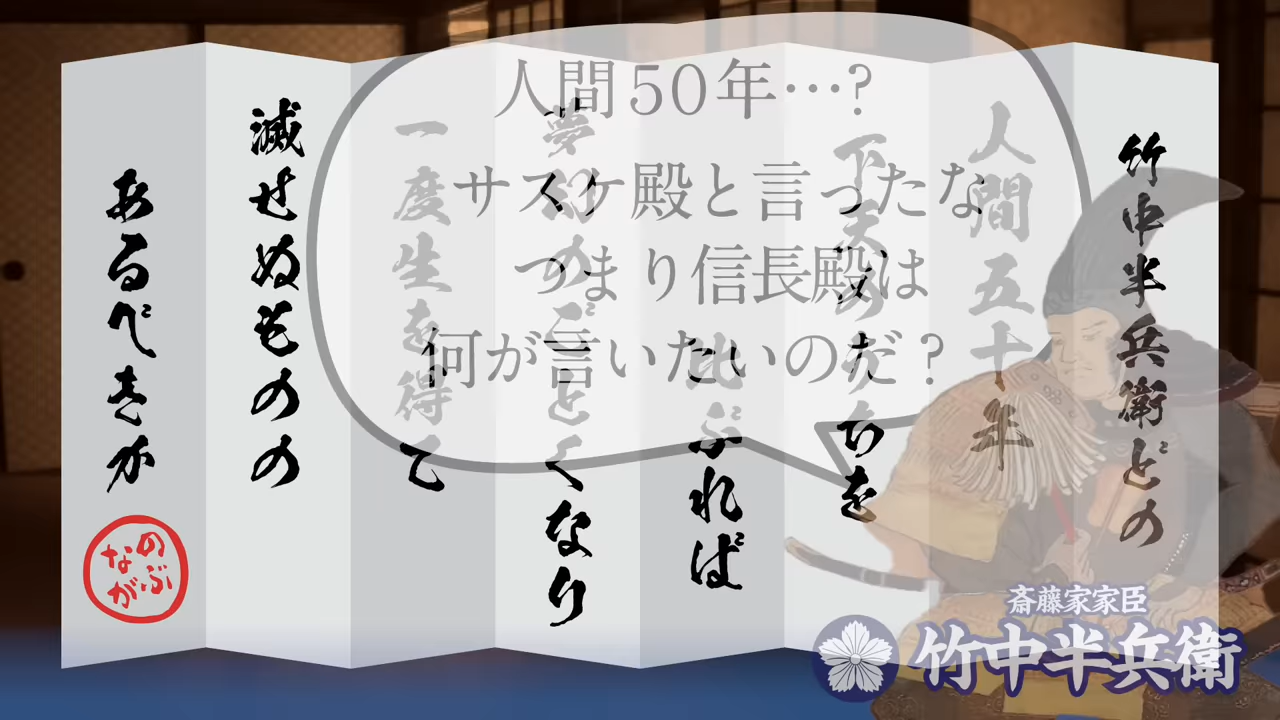 竹中半兵衛どの
人間五十年
下天のうちを
比ぶれば
夢幻のごとくなり
一度生を得て
滅せぬものの
あるべきか
のぶ
なが
人間50年…?
サスケ殿と言ったな
つまり信長殿は
何が言いたいのだ?
斎藤家家臣
竹中半兵衛